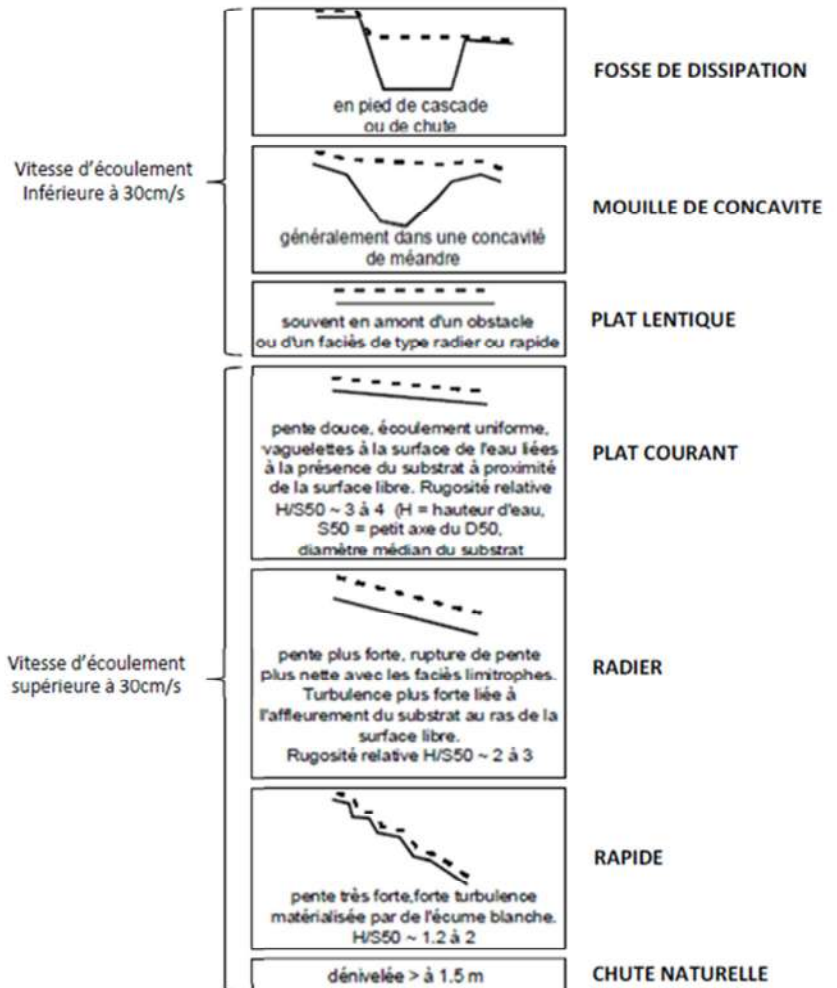 en pied de cascade
ou de chute
FOSSE DE DISSIPATION
Vitesse d'écoulement
Inférieure à 30cm/s
généralement dans une concavité
de méandre
MOUILLE DE CONCAVITE
souvent en amont d'un obstacle
ou d'un faciès de type radier ou rapide
PLAT LENTIQUE
pente douce, écoulement uniforme,
vaguelettes à la surface de l'eau liées
à la présence du substrat à proximité
de la surface libre. Rugosité relative
H/S50 ~ 3 à 4 (H = hauteur d'eau,
S50 = petit axe du D50,
diamètre médian du substrat
PLAT COURANT
Vitesse d'écoulement
supérieure à 30cm/s
pente plus forte, rupture de pente
plus nette avec les faciès limitrophes.
Turbulence plus forte liée à
l'affleurement du substrat au ras de la
surface libre.
Rugosité relative H/S50 ~ 2 à 3
RADIER
pente très forte,forte turbulence
matérialisée par de l'écume blanche.
H/S50 ~ 1.2 à 2
RAPIDE
dénivelée > à 1.5 m
CHUTE NATURELLE